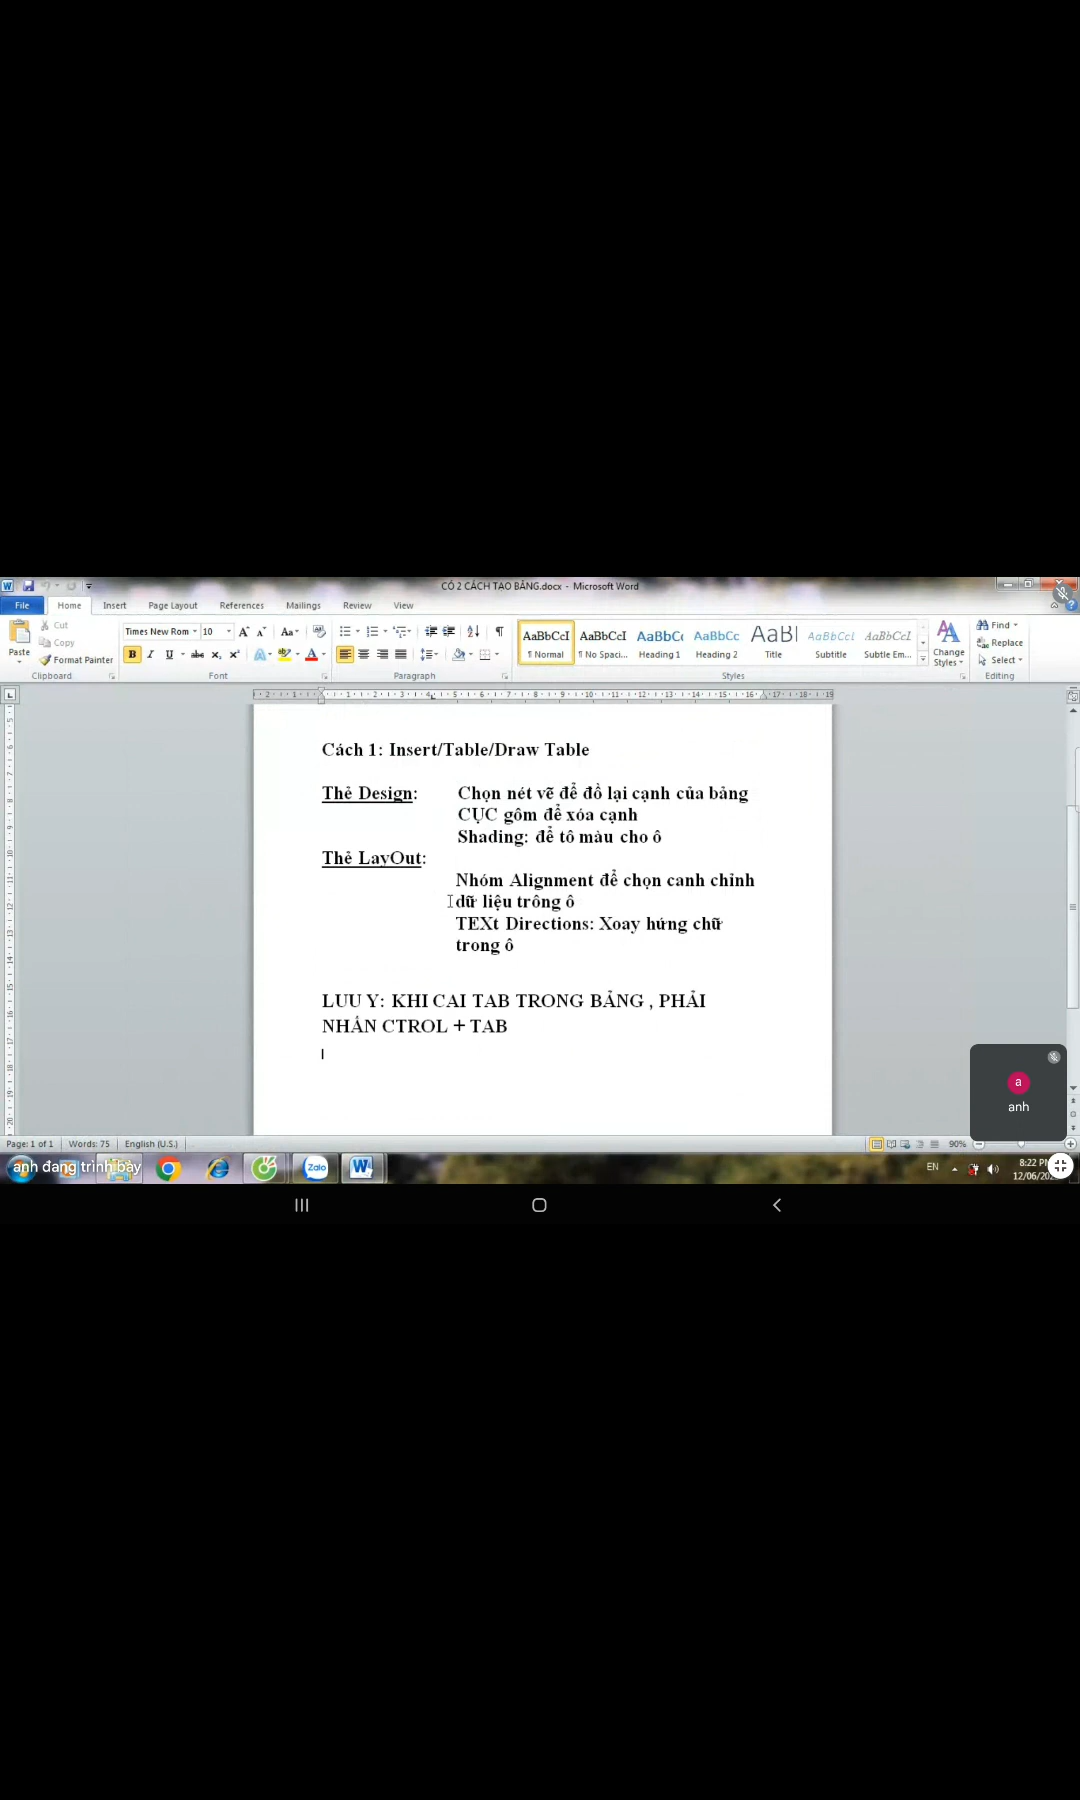 CÓ 2 CÁCH TẠO BẢNG.docx - Microsoft Word
File Home Insert Page Layout References Mailings Review View
Paste
Cut
Copy
Format Painter
Clipboard
Times New Rom 10
Font
Paragraph
AaBbCcI AaBbCcI AaBbC AaBbCc AaBl AaBbCcl AaBbCcl
¶ Normal ¶ No Spaci... Heading 1 Heading 2 Title Subtitle Subtle Em...
Change Styles
Styles
Find
Replace
Select
Editing
Cách 1: Insert/Table/Draw Table
Thẻ Design: Chọn nét vẽ để đồ lại cạnh của bảng
CỤC gôm để xóa cạnh
Shading: để tô màu cho ô
Thẻ LayOut:
Nhóm Alignment để chọn canh chỉnh
dữ liệu trông ô
TEXt Directions: Xoay hứng chữ
trong ô
LUU Y: KHI CAI TAB TRONG BẢNG , PHẢI
NHẤN CTROL + TAB
a
anh
Page: 1 of 1 Words: 75 English (U.S.) 90%
anh đang trình bày
Zalo
EN
8:22 P
12/06/20